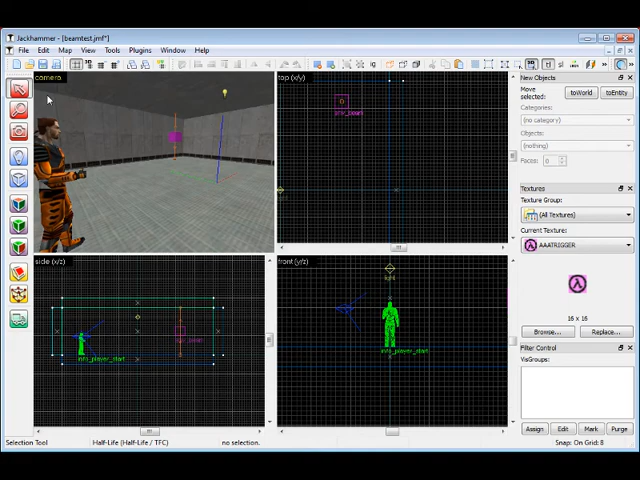 Jackhammer - [beamtest.jmf*]
File Edit Map View Tools Plugins Window Help
camera
top (x/y)
New Objects
Move selected:
toWorld
toEntity
Categories:
(no category)
Objects:
(nothing)
Faces: 0
Textures
Texture Group:
(All Textures)
Current Texture:
AAATRIGGER
16 x 16
Browse...
Replace...
side (x/z)
front (y/z)
light
info_player_start
info_player_start
Filter Control
VisGroups:
Assign
Edit
Mark
Purge
Selection Tool
Half-Life (Half-Life / TFC)
no selection.
Snap: On Grid: 8